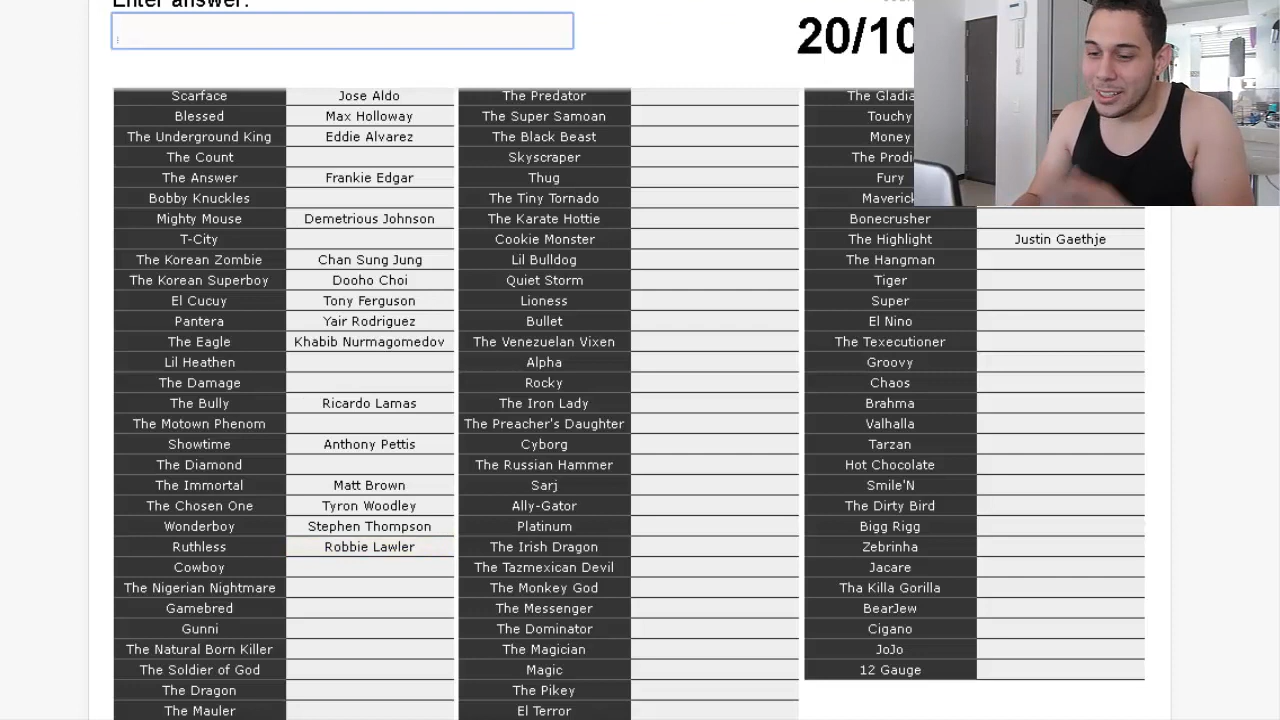 Enter answer:
20/10
Scarface Jose Aldo The Predator The Gladia
Blessed Max Holloway The Super Samoan Touchy
The Underground King Eddie Alvarez The Black Beast Money
The Count Skyscraper The Prodi
The Answer Frankie Edgar Thug Fury
Bobby Knuckles The Tiny Tornado Maverick
Mighty Mouse Demetrious Johnson The Karate Hottie Bonecrusher
T-City Cookie Monster The Highlight Justin Gaethje
The Korean Zombie Chan Sung Jung Lil Bulldog The Hangman
The Korean Superboy Dooho Choi Quiet Storm Tiger
El Cucuy Tony Ferguson Lioness Super
Pantera Yair Rodriguez Bullet El Nino
The Eagle Khabib Nurmagomedov The Venezuelan Vixen The Texecutioner
Lil Heathen Alpha Groovy
The Damage Rocky Chaos
The Bully Ricardo Lamas The Iron Lady Brahma
The Motown Phenom The Preacher's Daughter Valhalla
Showtime Anthony Pettis Cyborg Tarzan
The Diamond The Russian Hammer Hot Chocolate
The Immortal Matt Brown Sarj Smile'N
The Chosen One Tyron Woodley Ally-Gator The Dirty Bird
Wonderboy Stephen Thompson Platinum Bigg Rigg
Ruthless Robbie Lawler The Irish Dragon Zebrinha
Cowboy The Tazmexican Devil Jacare
The Nigerian Nightmare The Monkey God Tha Killa Gorilla
Gamebred The Messenger BearJew
Gunni The Dominator Cigano
The Natural Born Killer The Magician JoJo
The Soldier of God Magic 12 Gauge
The Dragon The Pikey
The Mauler El Terror